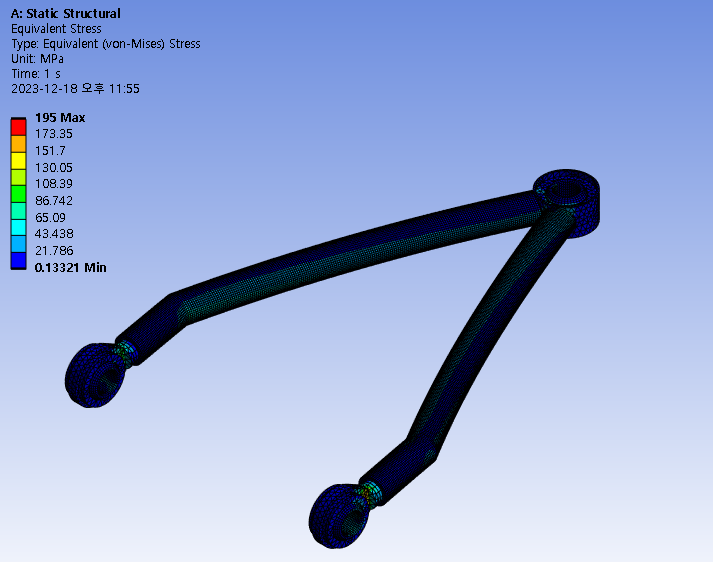 A: Static Structural
Equivalent Stress
Type: Equivalent (von-Mises) Stress
Unit: MPa
Time: 1 s
2023-12-18 오후 11:55
195 Max
173.35
151.7
130.05
108.39
86.742
65.09
43.438
21.786
0.13321 Min